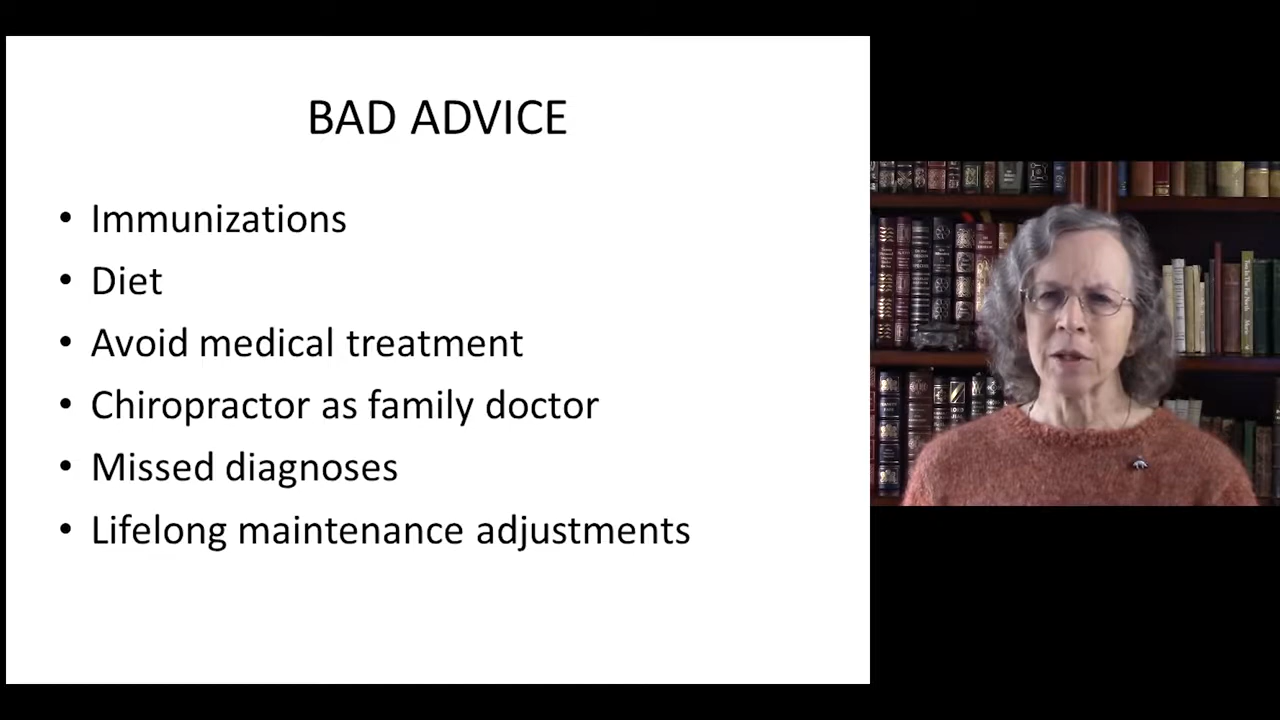 BAD ADVICE
• Immunizations
• Diet
• Avoid medical treatment
• Chiropractor as family doctor
• Missed diagnoses
• Lifelong maintenance adjustments